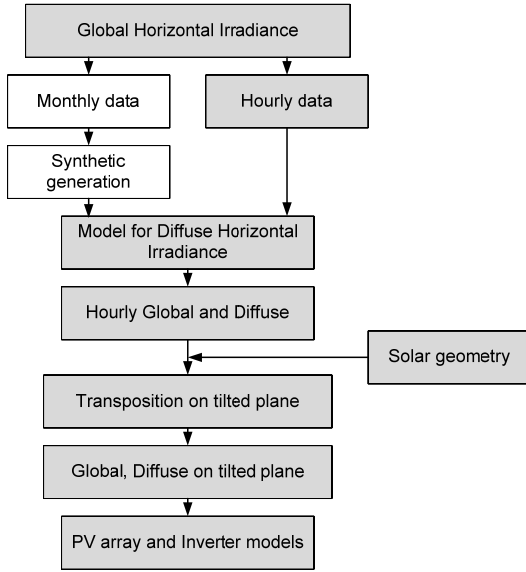 Global Horizontal Irradiance
Monthly data
Hourly data
Synthetic
generation
Model for Diffuse Horizontal
Irradiance
Hourly Global and Diffuse
Solar geometry
Transposition on tilted plane
Global, Diffuse on tilted plane
PV array and Inverter models